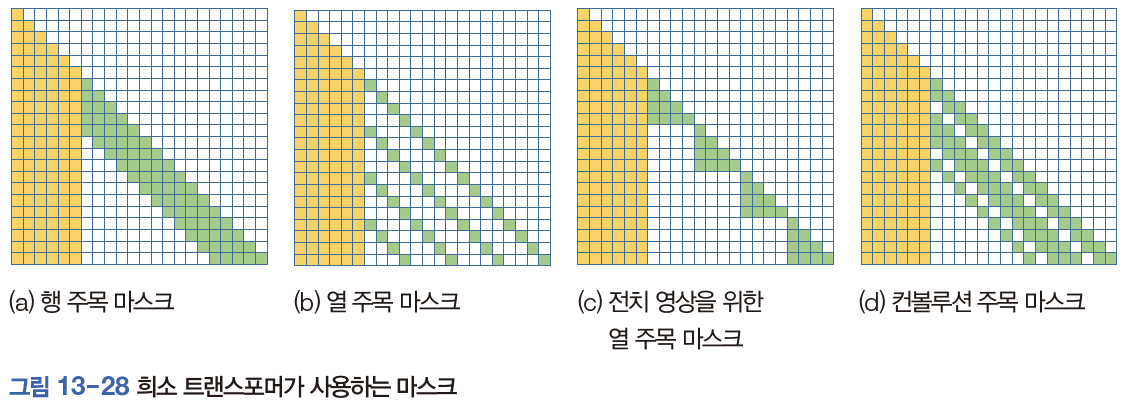 (a) 행 주목 마스크
(b) 열 주목 마스크
(c) 전치 영상을 위한
열 주목 마스크
(d) 컨볼루션 주목 마스크
그림 13-28 희소 트랜스포머가 사용하는 마스크